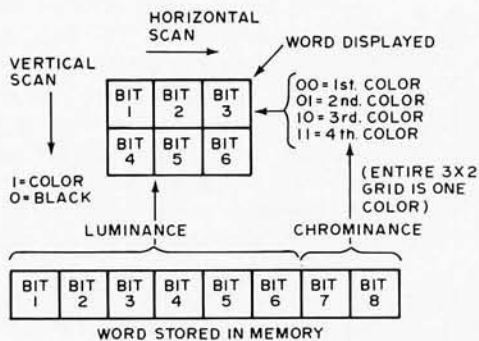 HORIZONTAL
SCAN
WORD DISPLAYED
VERTICAL
SCAN
BIT 1 BIT 2 BIT 3
BIT 4 BIT 5 BIT 6
00 = 1st. COLOR
01 = 2nd. COLOR
10 = 3rd. COLOR
11 = 4th. COLOR
1 = COLOR
0 = BLACK
(ENTIRE 3X2
GRID IS ONE
COLOR)
LUMINANCE
CHROMINANCE
BIT 1 BIT 2 BIT 3 BIT 4 BIT 5 BIT 6 BIT 7 BIT 8
WORD STORED IN MEMORY